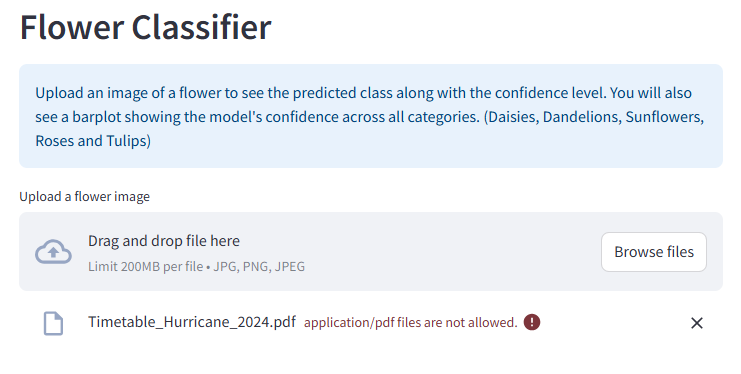 Flower Classifier
Upload an image of a flower to see the predicted class along with the confidence level. You will also
see a barplot showing the model's confidence across all categories. (Daisies, Dandelions, Sunflowers,
Roses and Tulips)
Upload a flower image
Drag and drop file here
Limit 200MB per file • JPG, PNG, JPEG
Browse files
Timetable_Hurricane_2024.pdf application/pdf files are not allowed.